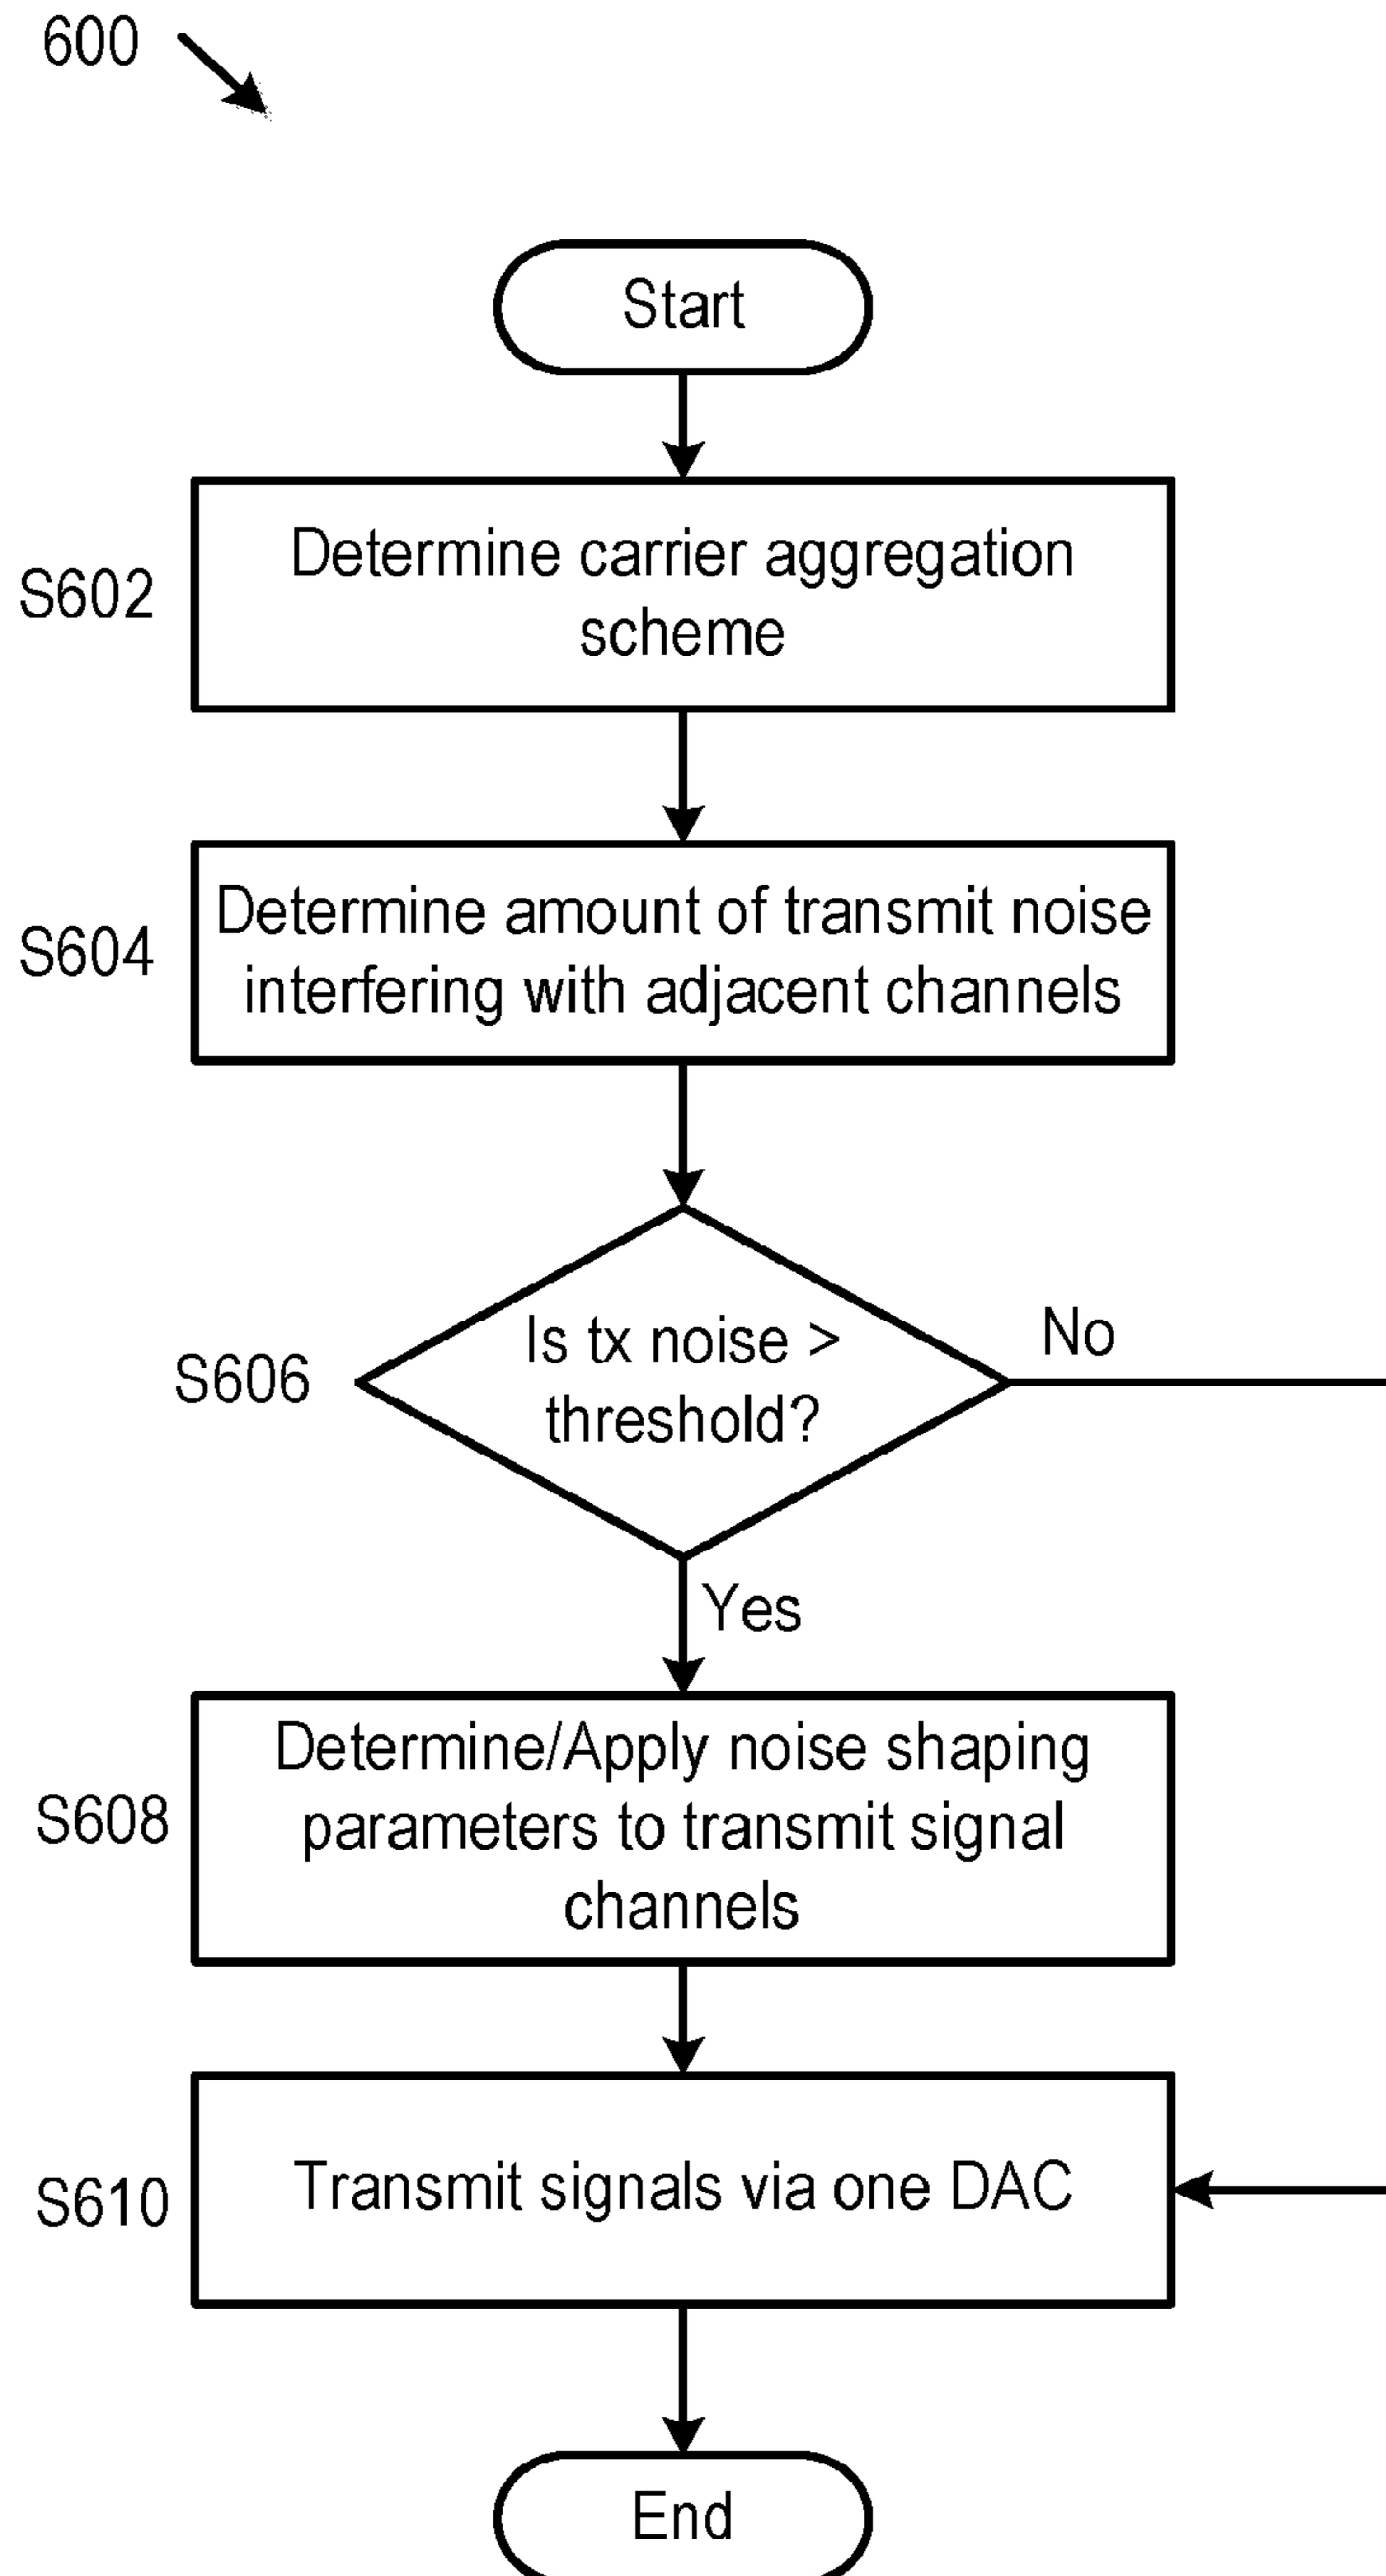 600
Start
S602
Determine carrier aggregation
scheme
S604
Determine amount of transmit noise
interfering with adjacent channels
S606
Is tx noise >
threshold?
No
Yes
S608
Determine/Apply noise shaping
parameters to transmit signal
channels
S610
Transmit signals via one DAC
End